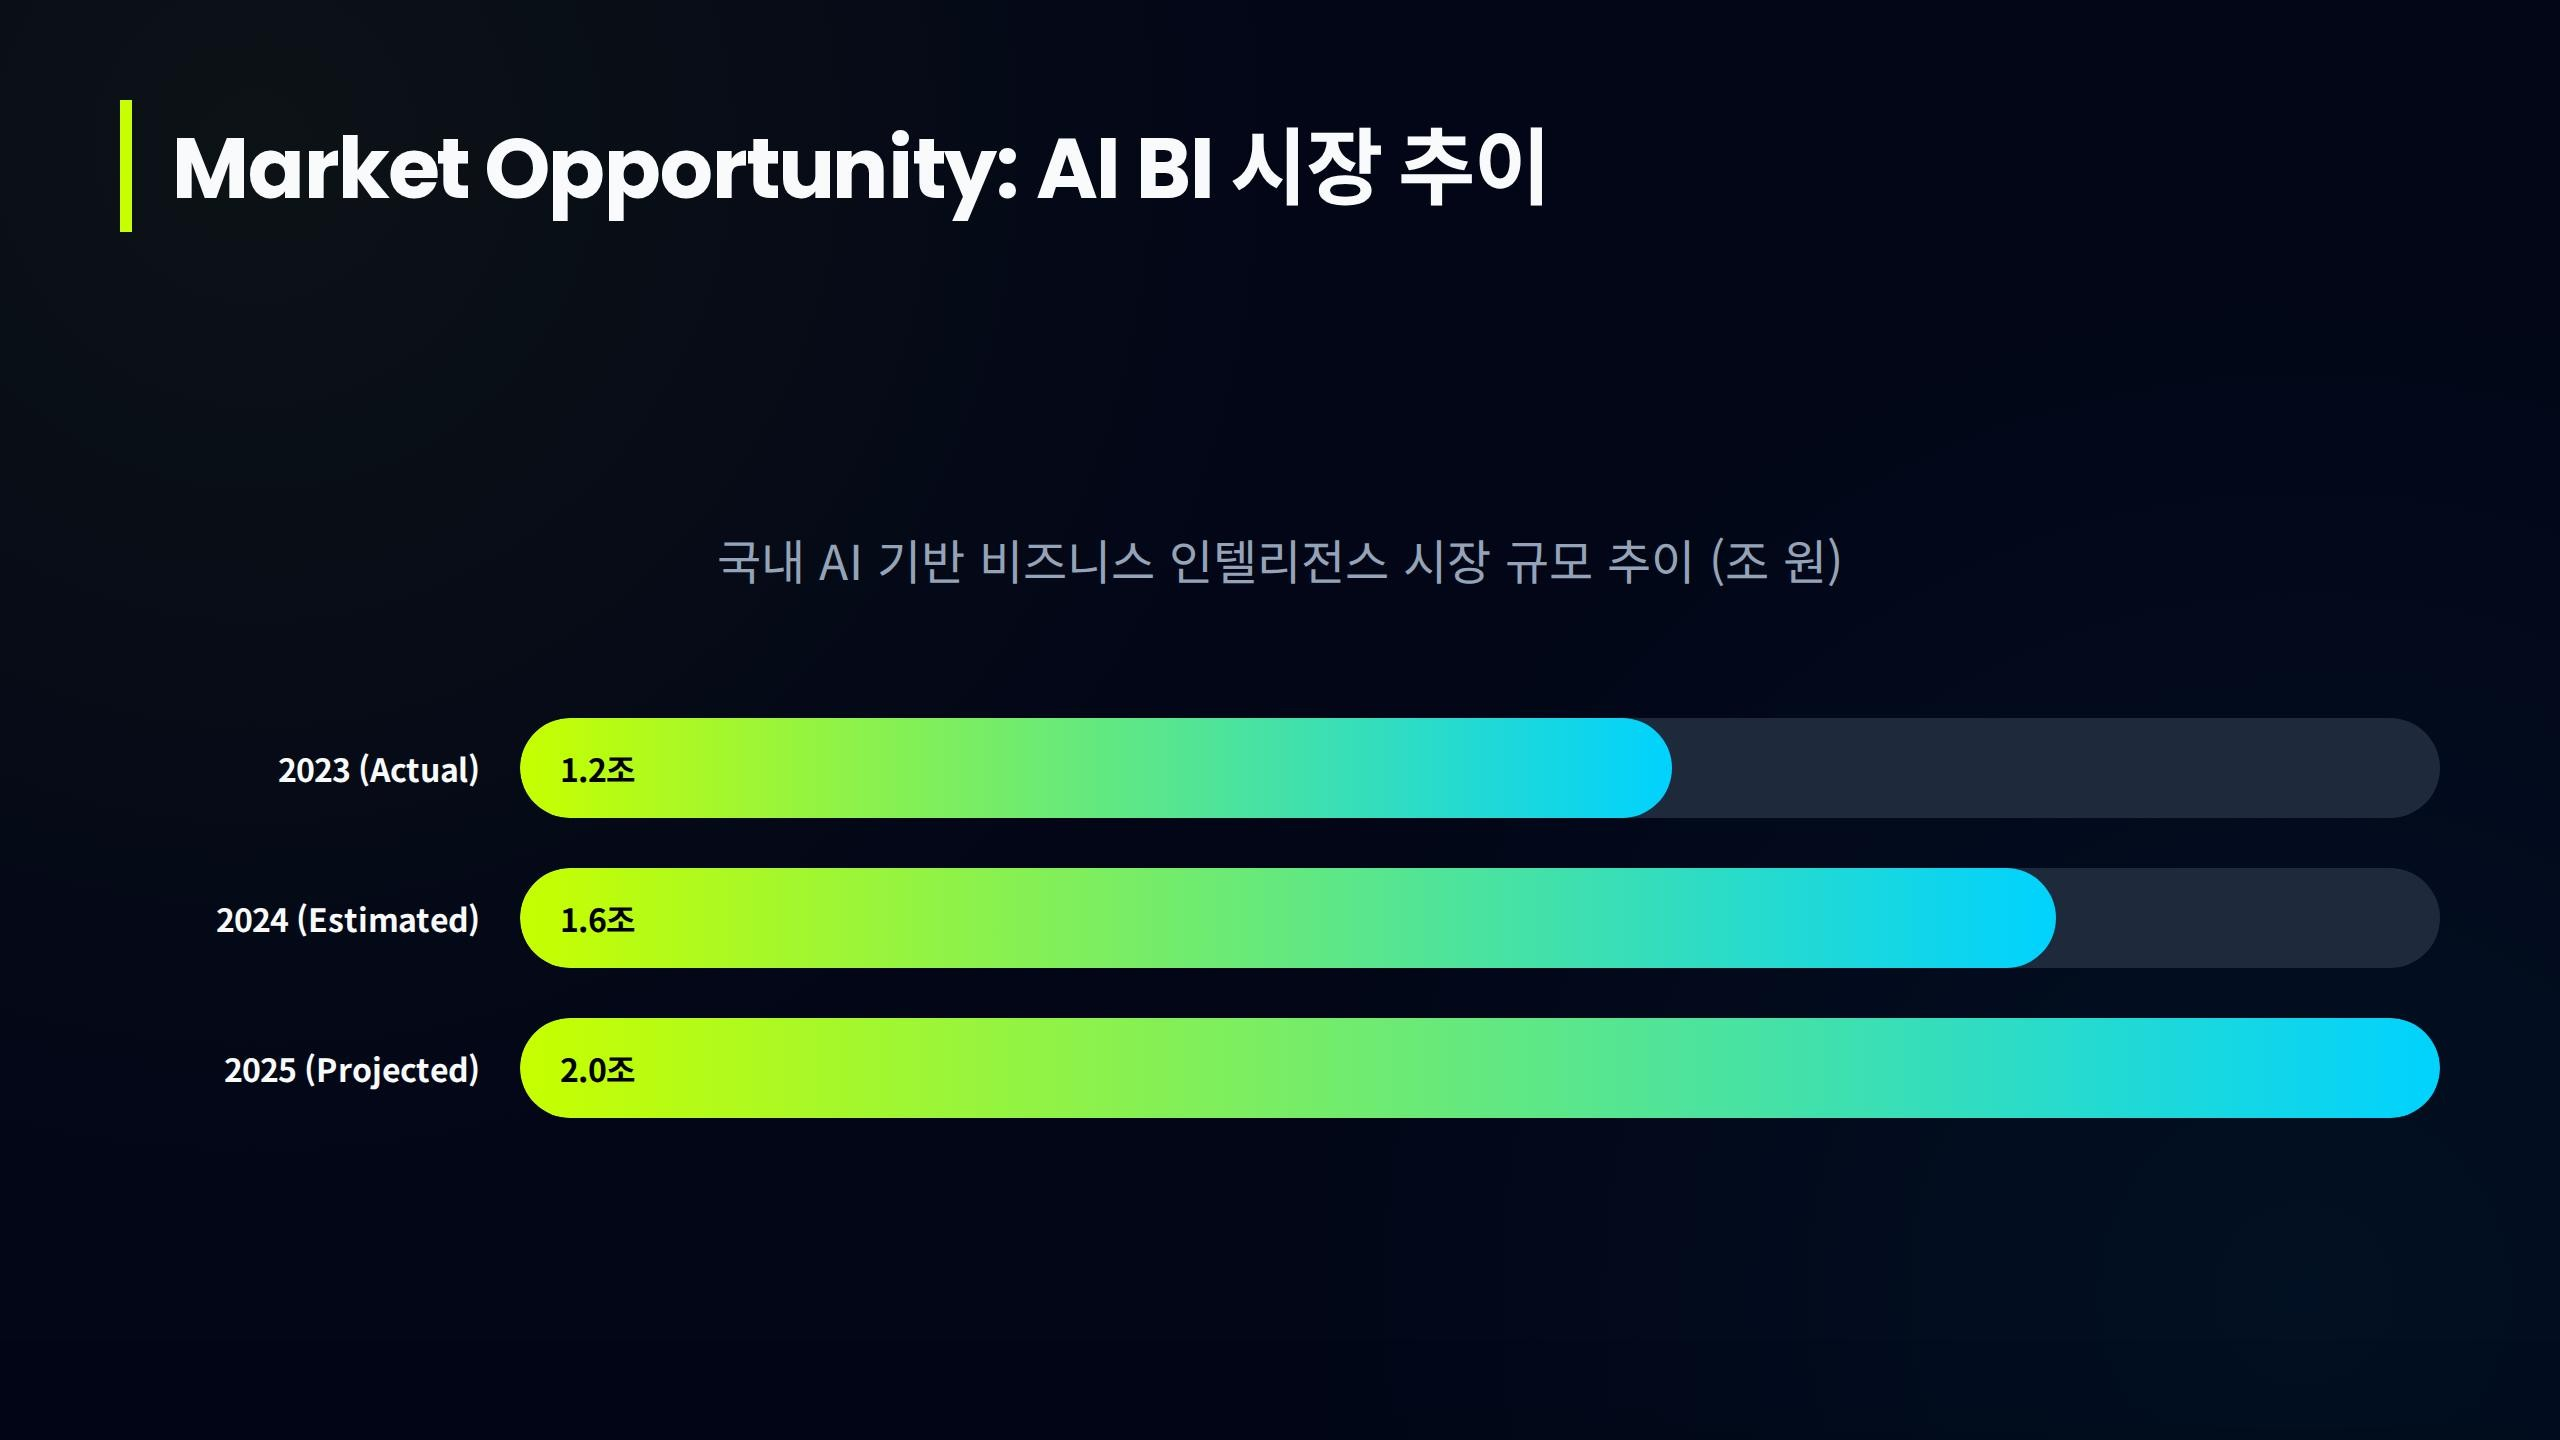 Market Opportunity: AI BI 시장 추이
국내 AI 기반 비즈니스 인텔리전스 시장 규모 추이 (조 원)
2023 (Actual) 1.2조
2024 (Estimated) 1.6조
2025 (Projected) 2.0조